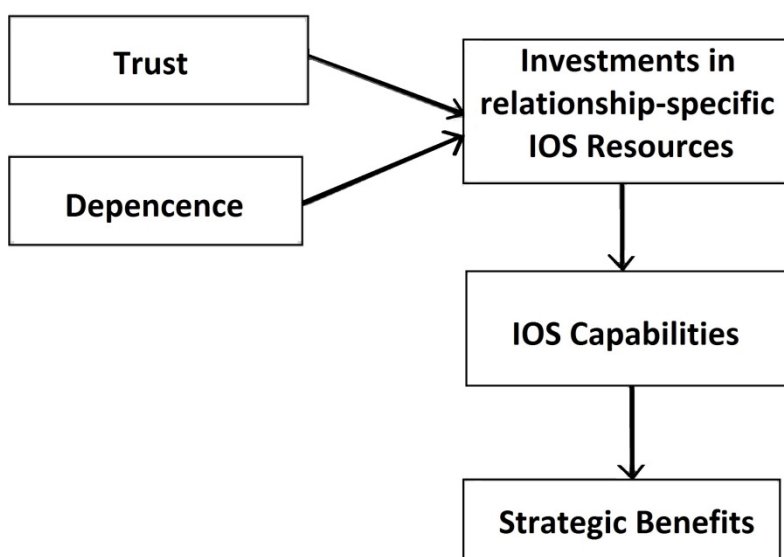 Trust
Depencence
Investments in
relationship-specific
IOS Resources
IOS Capabilities
Strategic Benefits